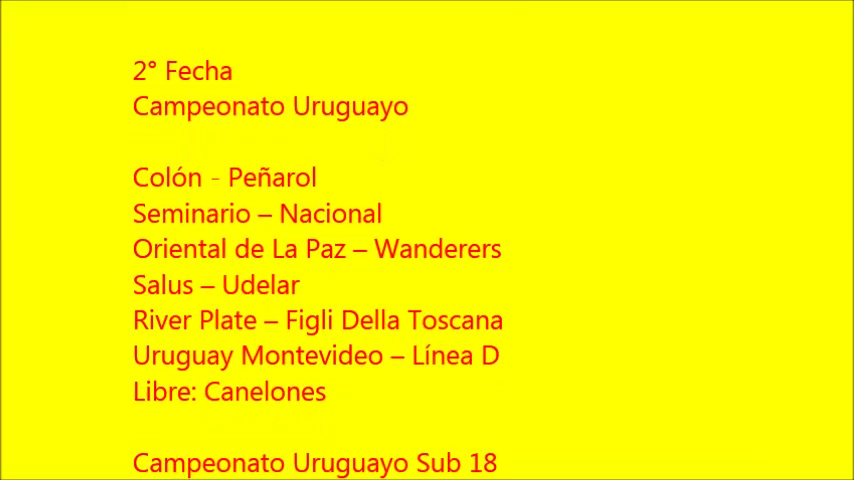 2° Fecha
Campeonato Uruguayo
Colón - Peñarol
Seminario – Nacional
Oriental de La Paz – Wanderers
Salus – Udelar
River Plate – Figli Della Toscana
Uruguay Montevideo – Línea D
Libre: Canelones
Campeonato Uruguayo Sub 18